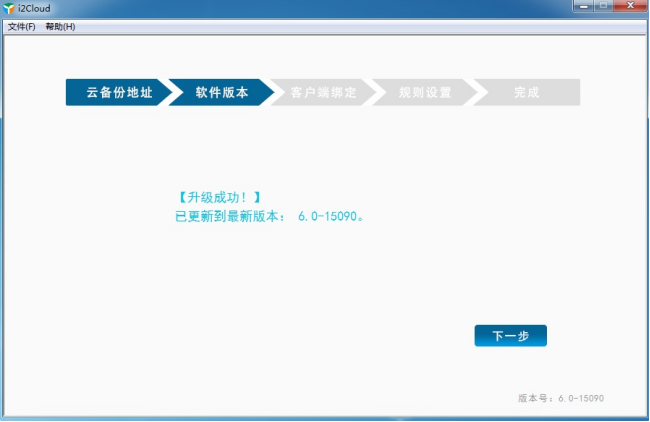 i2Cloud
文件(F) 帮助(H)
云备份地址 软件版本 客户端绑定 规则设置 完成
【升级成功！】
已更新到最新版本： 6.0-15090。
下一步
版本号：6.0-15090